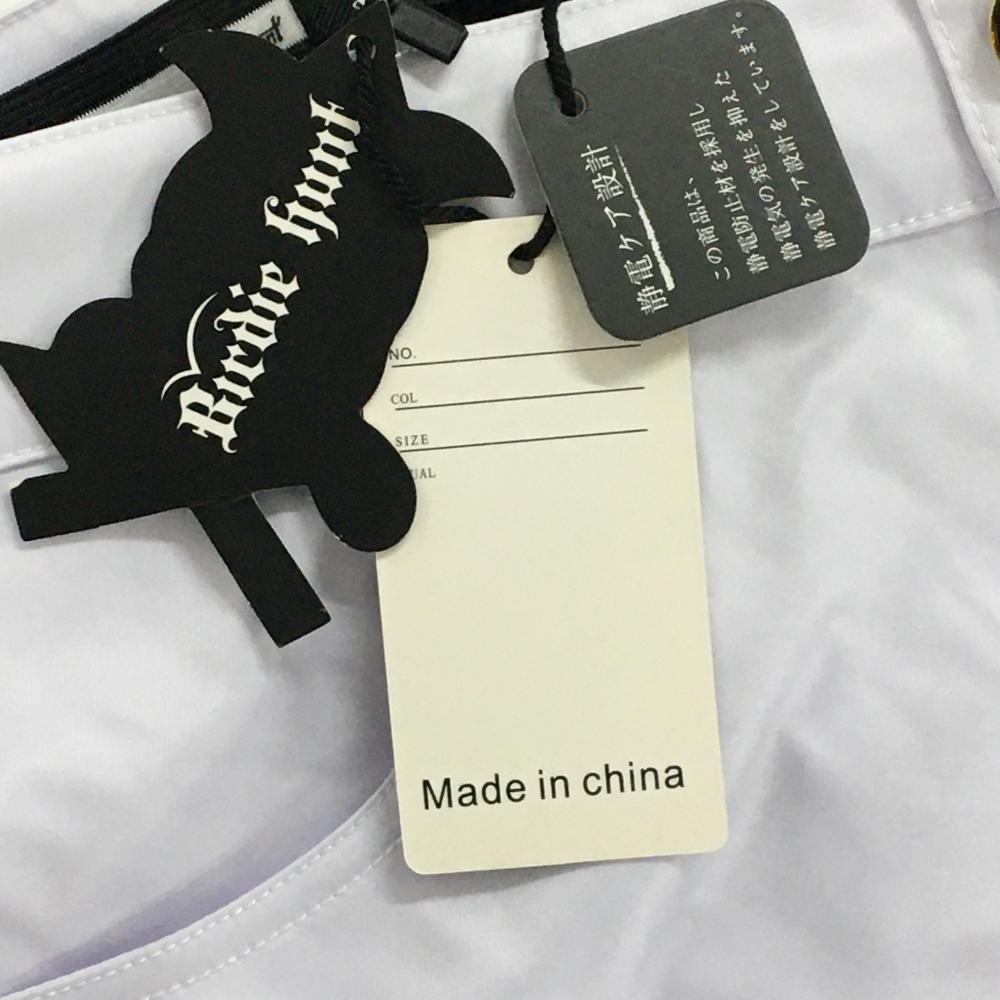 Birdie hunt
静電ケア設計
この商品は、
静電防止材を採用し
静電気の発生を抑えた
静電ケア設計をしています。
NO.
COL
SIZE
Made in china